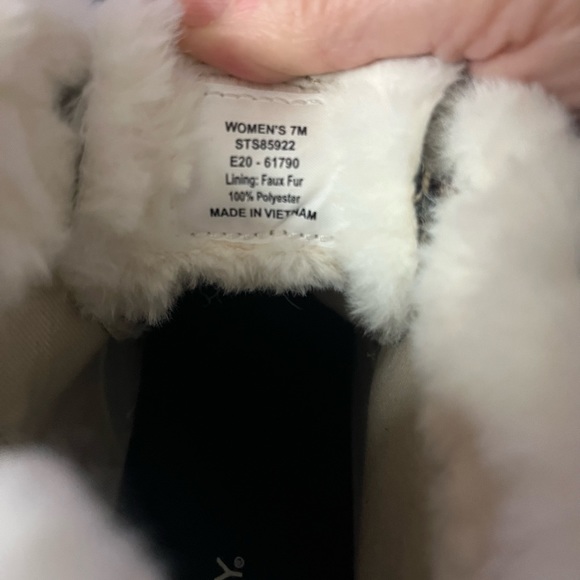 WOMEN'S 7M
STS85922
E20 - 61790
Lining: Faux Fur
100% Polyester
MADE IN VIETNAM
Y®